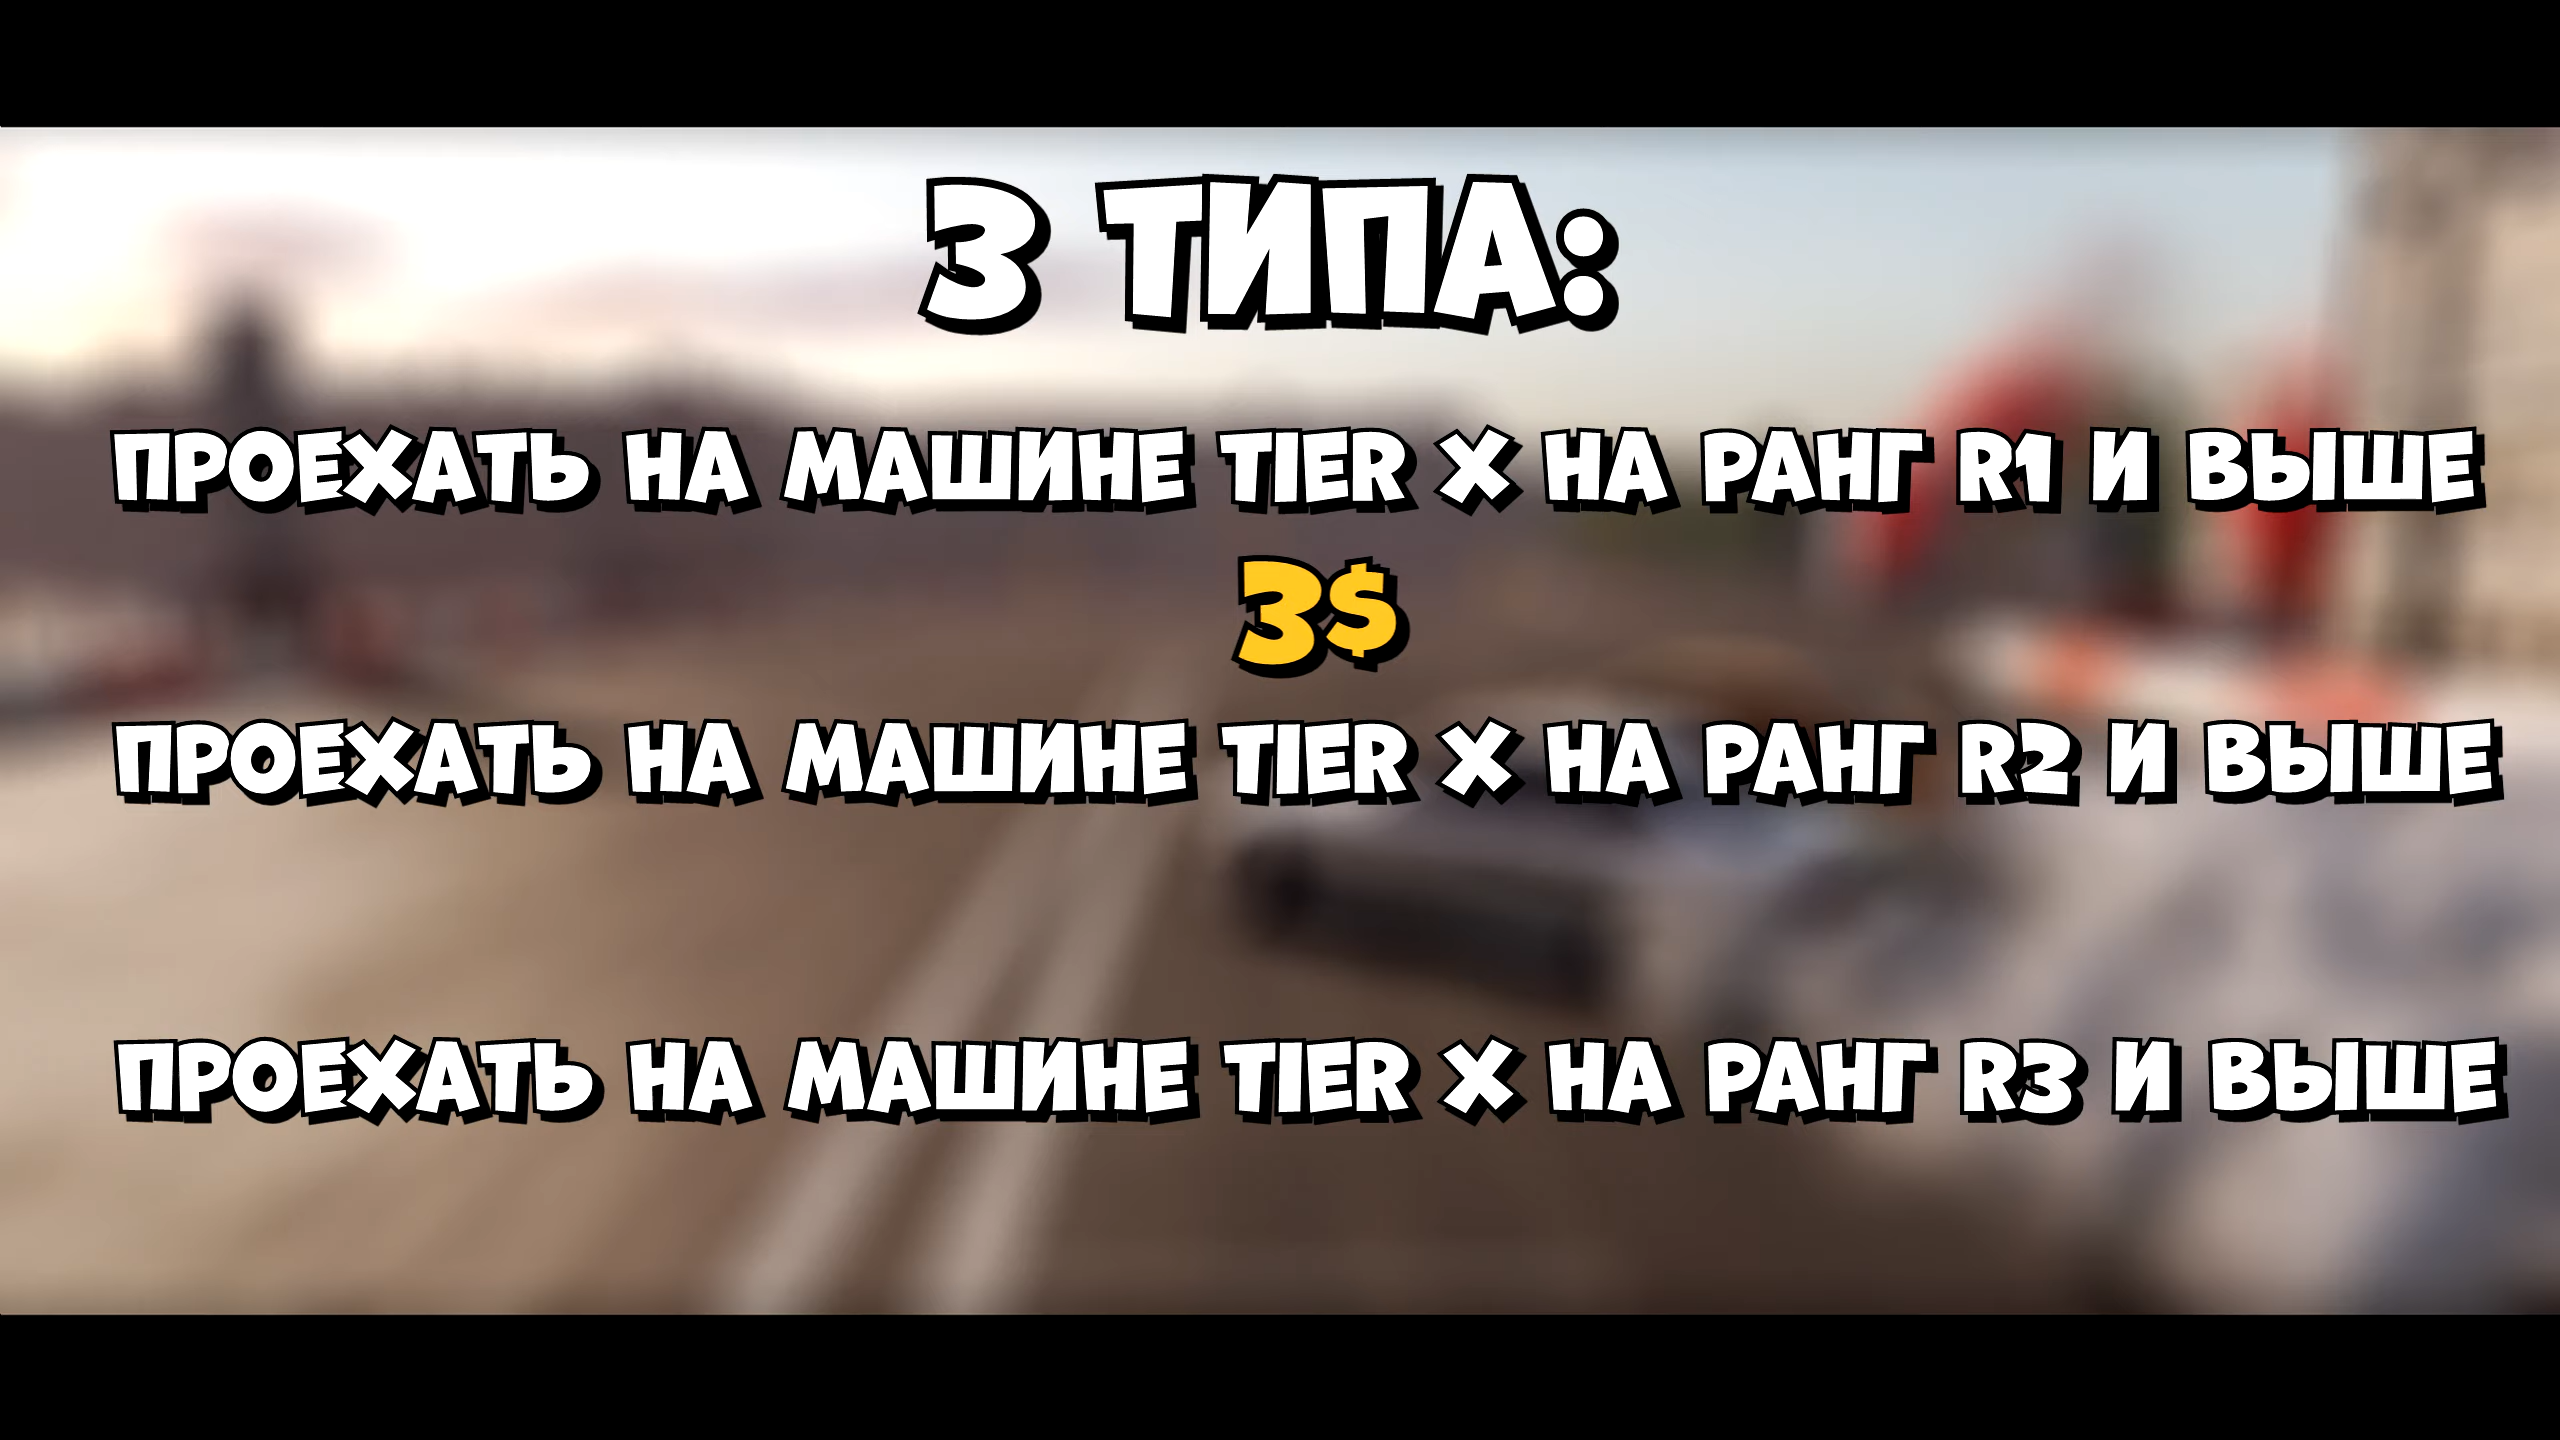 3 ТИПА:
ПРОЕХАТЬ НА МАШИНЕ TIER X НА РАНГ R1 И ВЫШЕ
3$
ПРОЕХАТЬ НА МАШИНЕ TIER X НА РАНГ R2 И ВЫШЕ
ПРОЕХАТЬ НА МАШИНЕ TIER X НА РАНГ R3 И ВЫШЕ